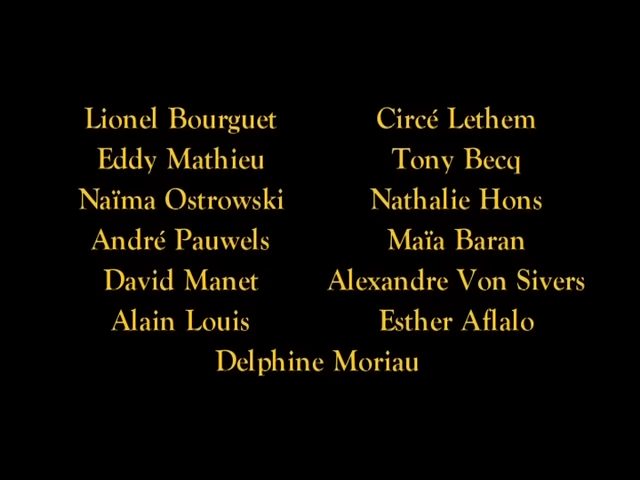 Lionel Bourguet
Circé Lethem
Eddy Mathieu
Tony Becq
Naïma Ostrowski
Nathalie Hons
André Pauwels
Maïa Baran
David Manet
Alexandre Von Sivers
Alain Louis
Esther Aflalo
Delphine Moriau